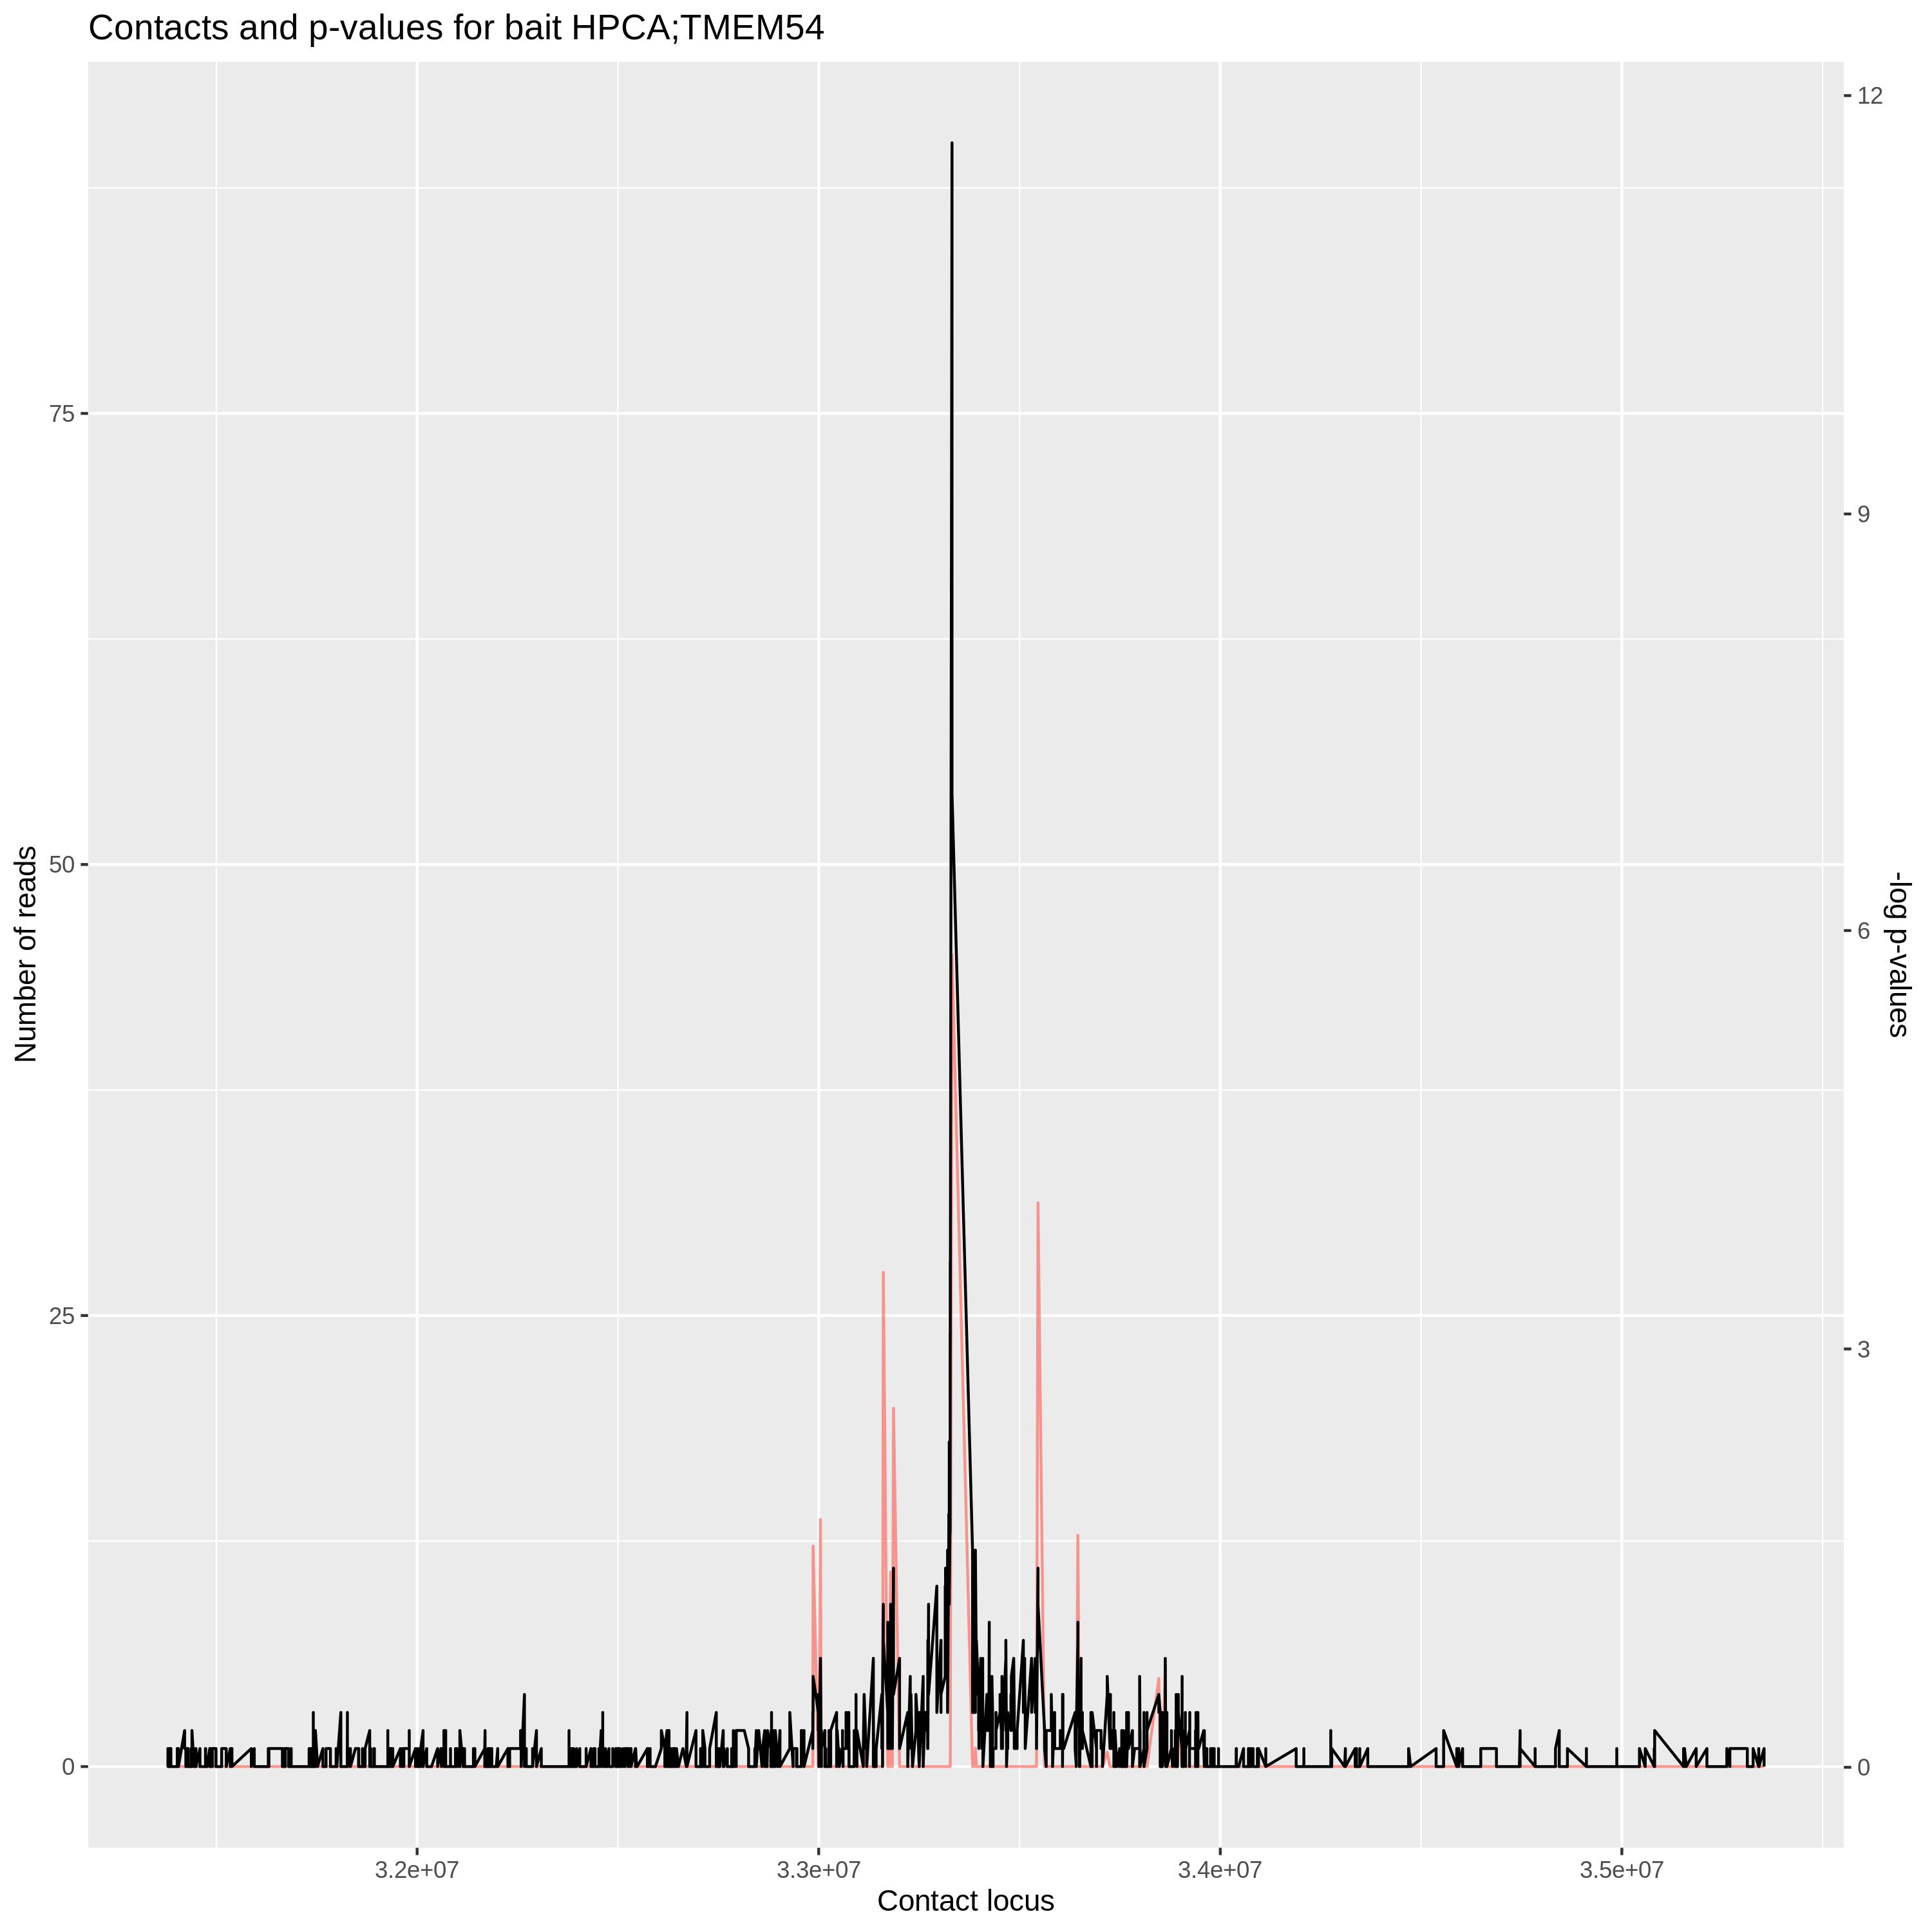 Contacts and p-values for bait HPCA;TMEM54
Number of reads
75
50
25
0
12
9
6
3
0
-log p-values
3.2e+07 3.3e+07 3.4e+07 3.5e+07
Contact locus